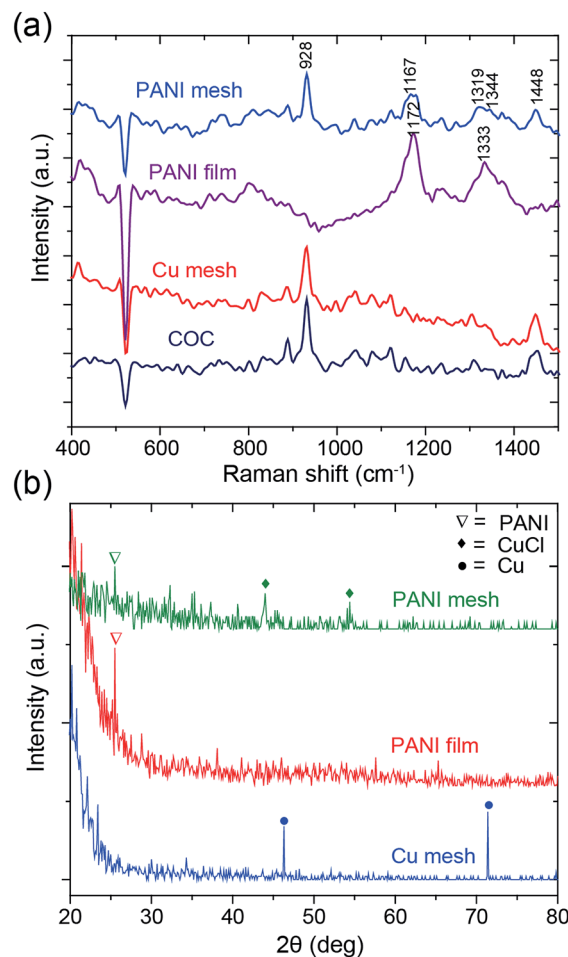 (a)
928
1167
1172
1319
1344
1333
1448
PANI mesh
PANI film
Cu mesh
COC
Intensity (a.u.)
400 600 800 1000 1200 1400
Raman shift (cm⁻¹)
(b)
▽ = PANI
♦ = CuCl
● = Cu
PANI mesh
PANI film
Cu mesh
Intensity (a.u.)
20 30 40 50 60 70 80
2θ (deg)